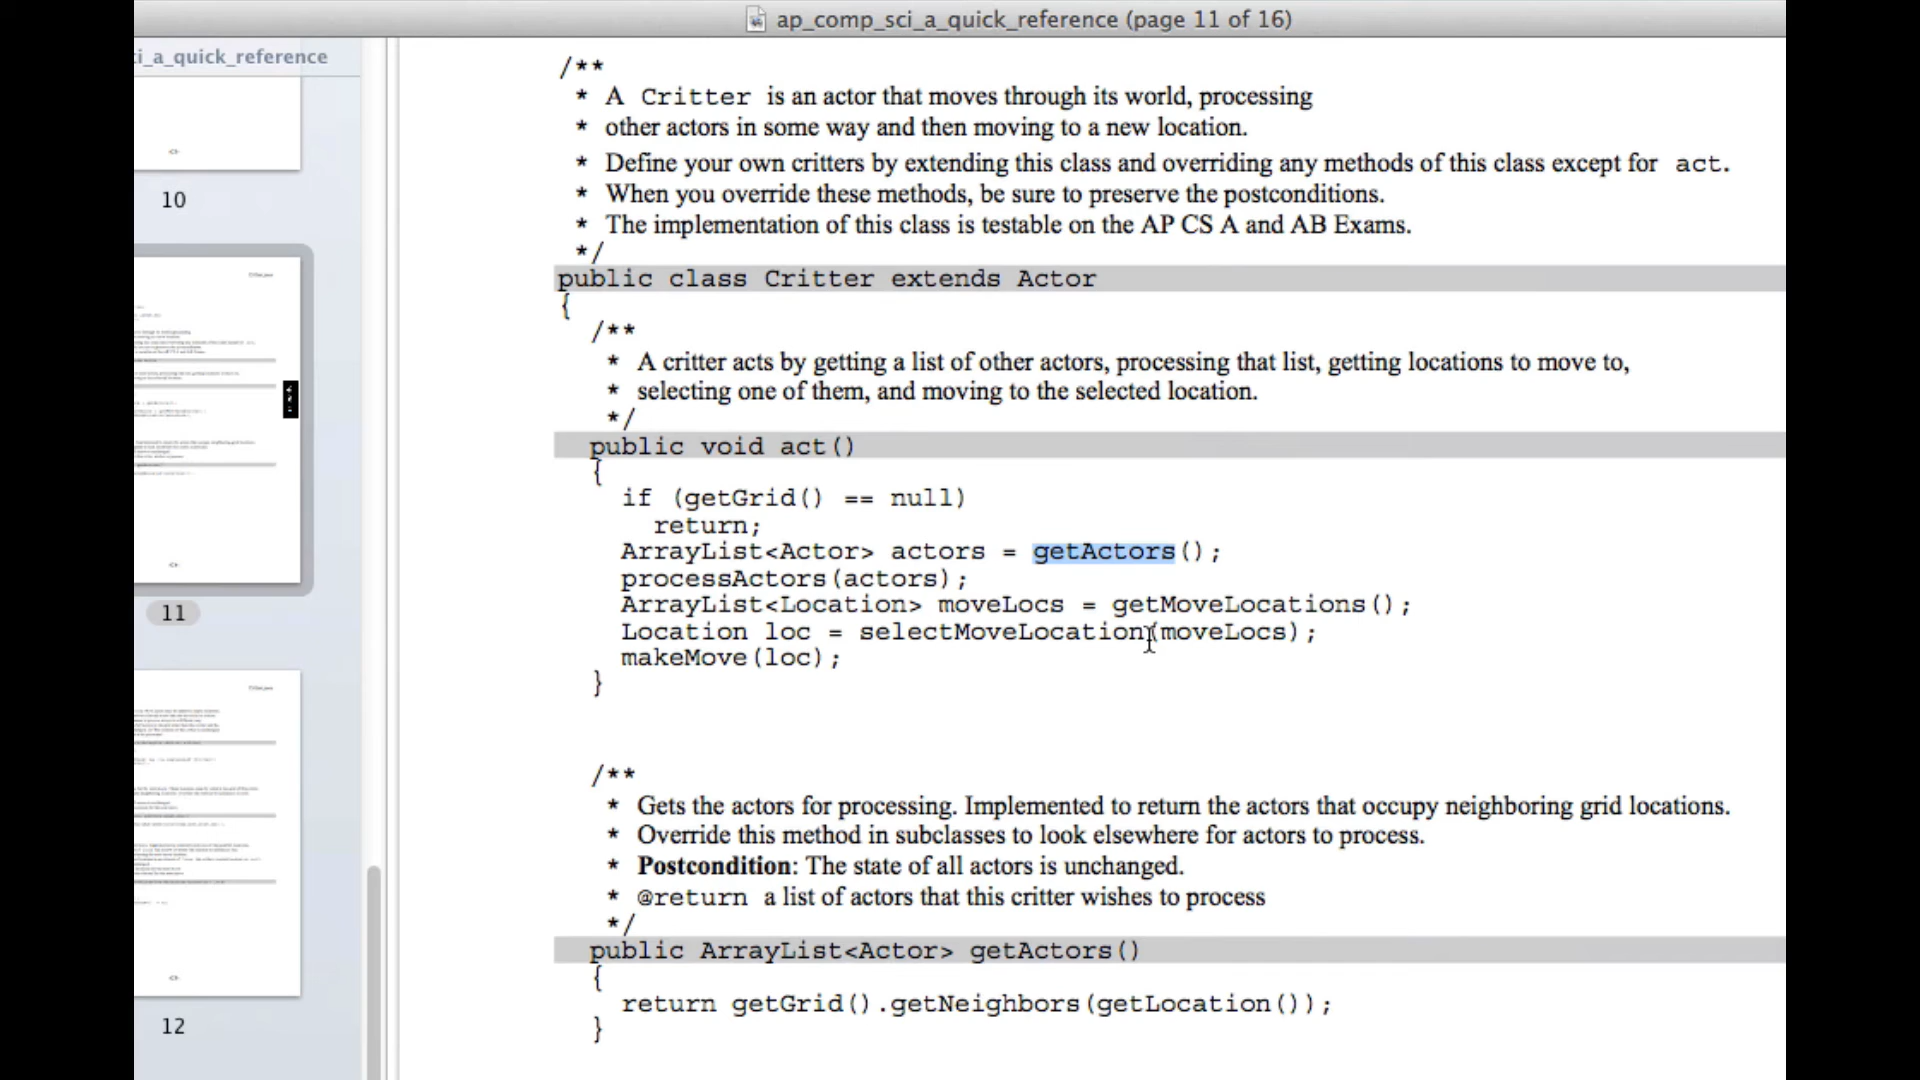 ap_comp_sci_a_quick_reference (page 11 of 16)
ci_a_quick_reference
10
11
12
/**
* A Critter is an actor that moves through its world, processing
* other actors in some way and then moving to a new location.
* Define your own critters by extending this class and overriding any methods of this class except for act.
* When you override these methods, be sure to preserve the postconditions.
* The implementation of this class is testable on the AP CS A and AB Exams.
*/
public class Critter extends Actor
{
/**
* A critter acts by getting a list of other actors, processing that list, getting locations to move to,
* selecting one of them, and moving to the selected location.
*/
public void act()
{
if (getGrid() == null)
return;
ArrayList<Actor> actors = getActors();
processActors(actors);
ArrayList<Location> moveLocs = getMoveLocations();
Location loc = selectMoveLocation(moveLocs);
makeMove(loc);
}
/**
* Gets the actors for processing. Implemented to return the actors that occupy neighboring grid locations.
* Override this method in subclasses to look elsewhere for actors to process.
* Postcondition: The state of all actors is unchanged.
* @return a list of actors that this critter wishes to process
*/
public ArrayList<Actor> getActors()
{
return getGrid().getNeighbors(getLocation());
}